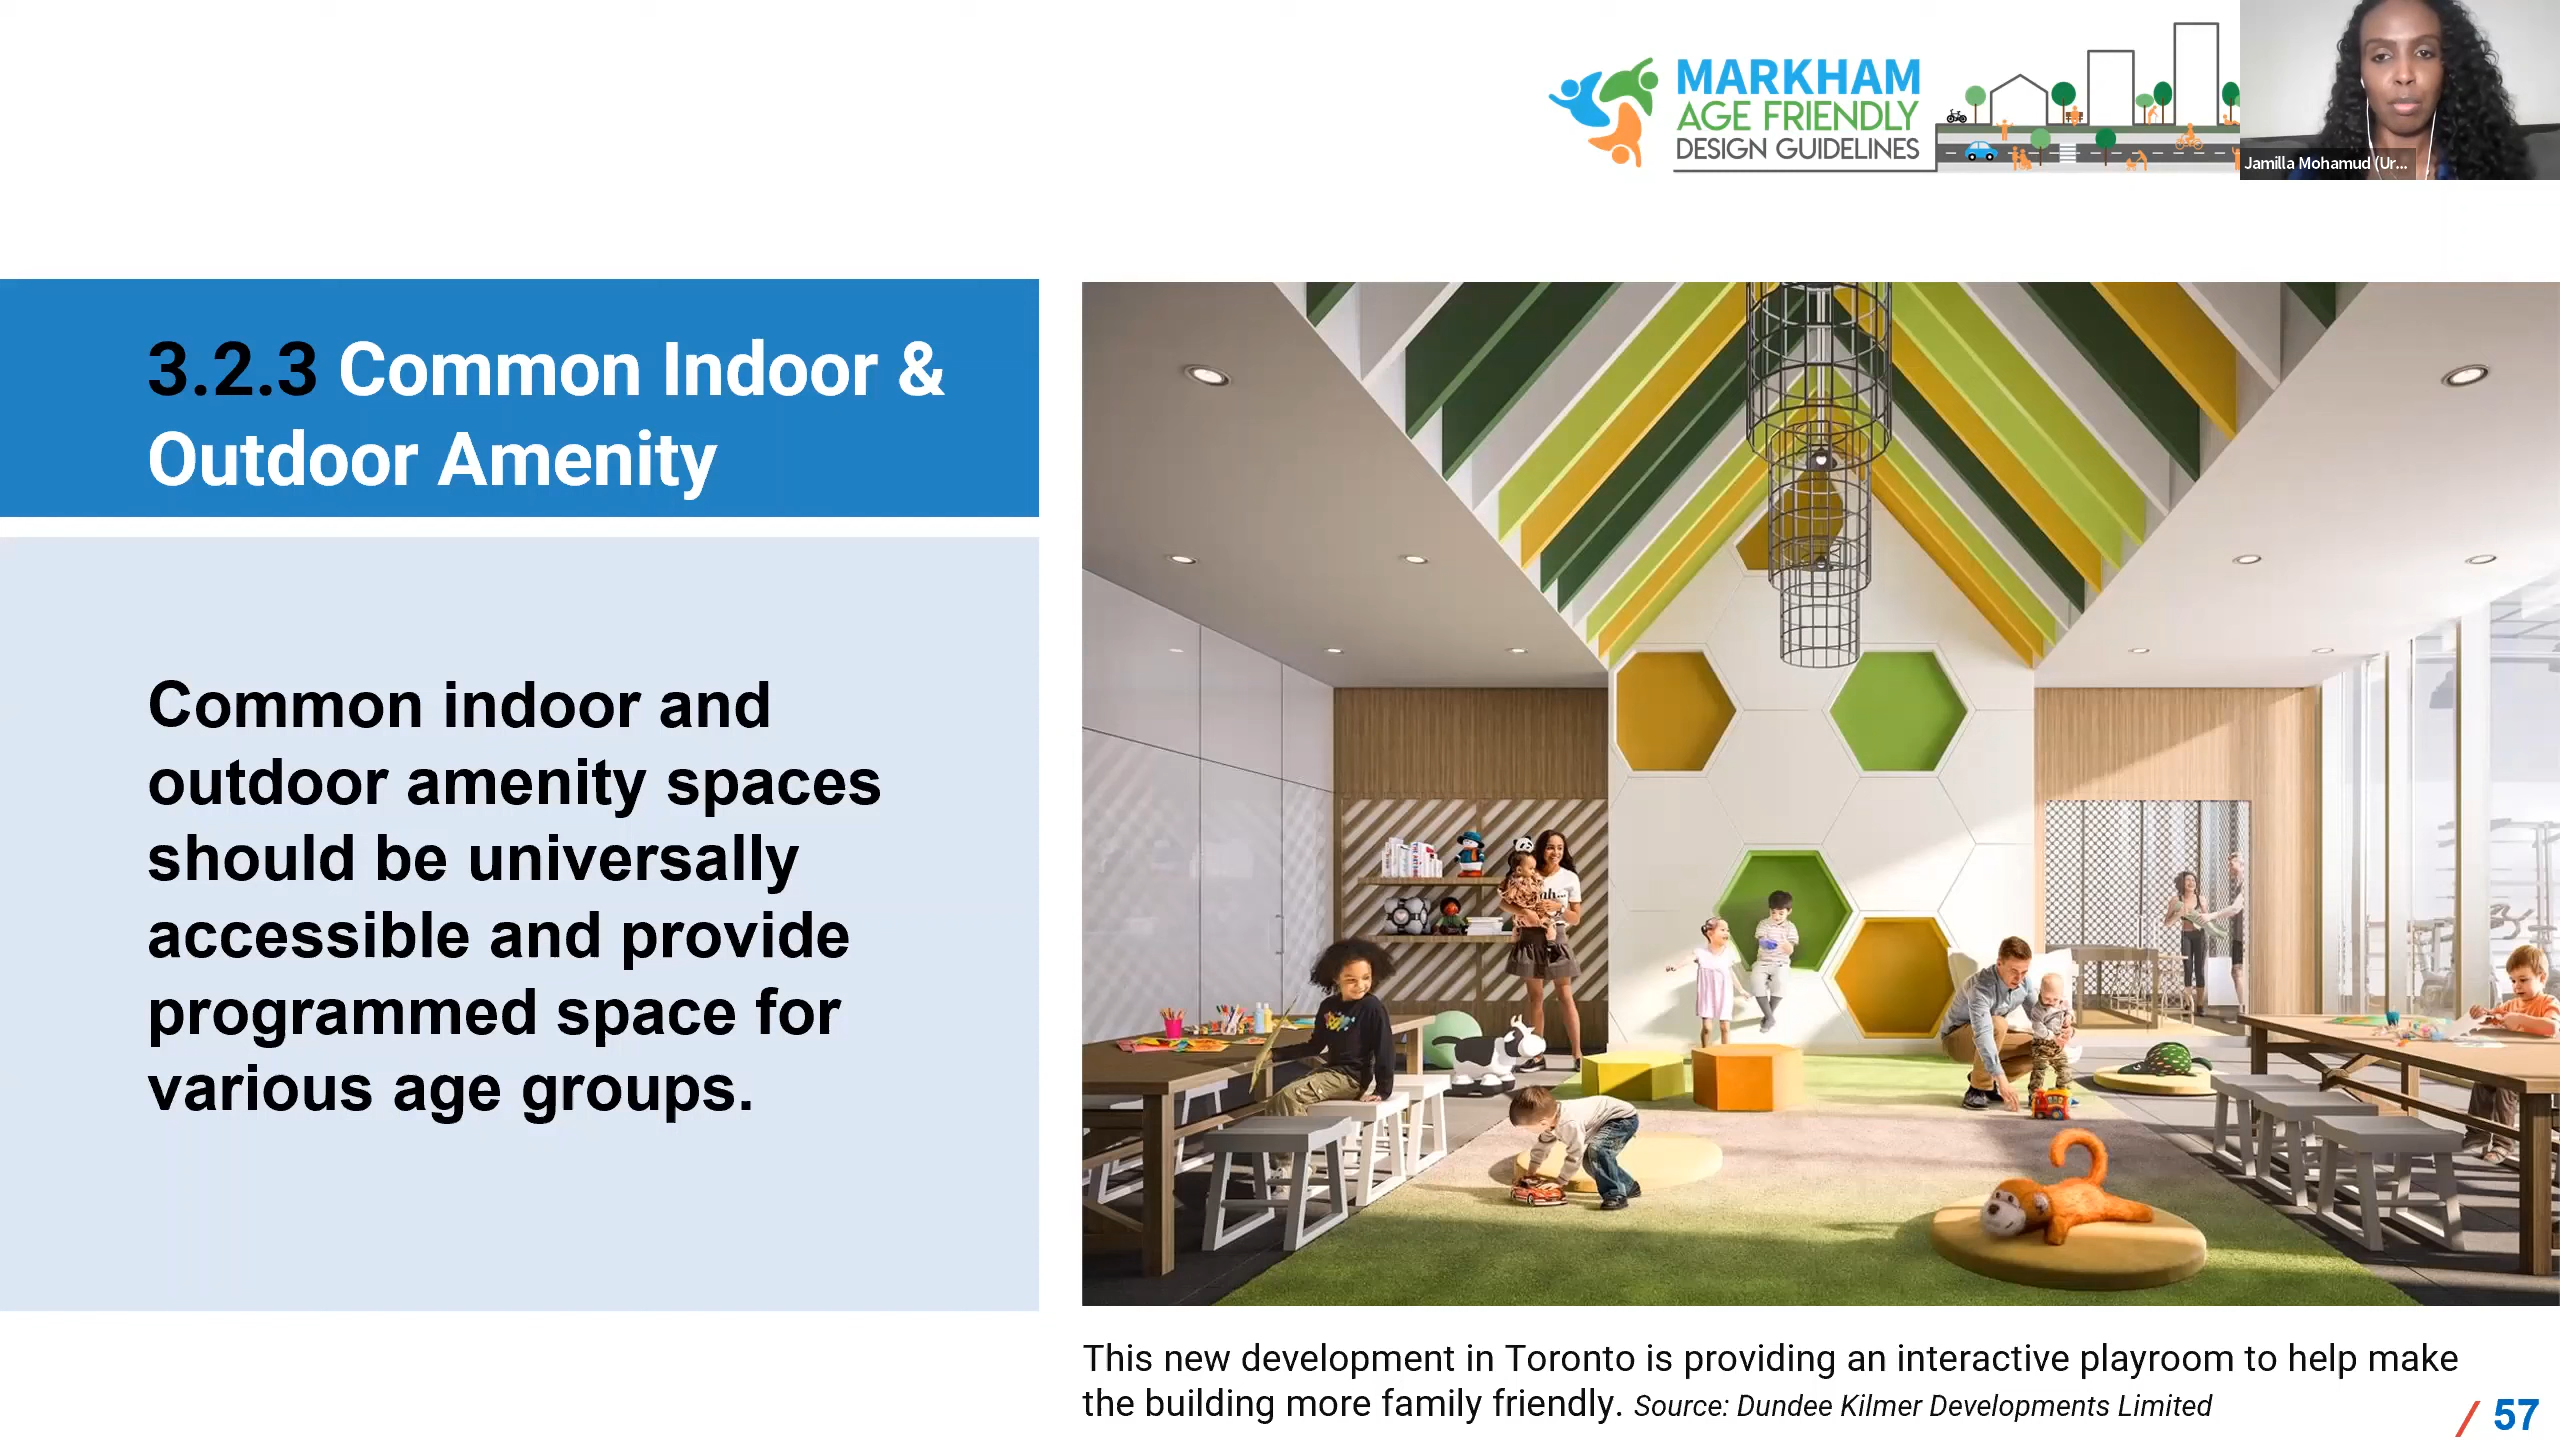 MARKHAM
AGE FRIENDLY
DESIGN GUIDELINES
Jamilla Mohamud (Ur...
3.2.3 Common Indoor &
Outdoor Amenity
Common indoor and
outdoor amenity spaces
should be universally
accessible and provide
programmed space for
various age groups.
This new development in Toronto is providing an interactive playroom to help make
the building more family friendly. Source: Dundee Kilmer Developments Limited
/ 57